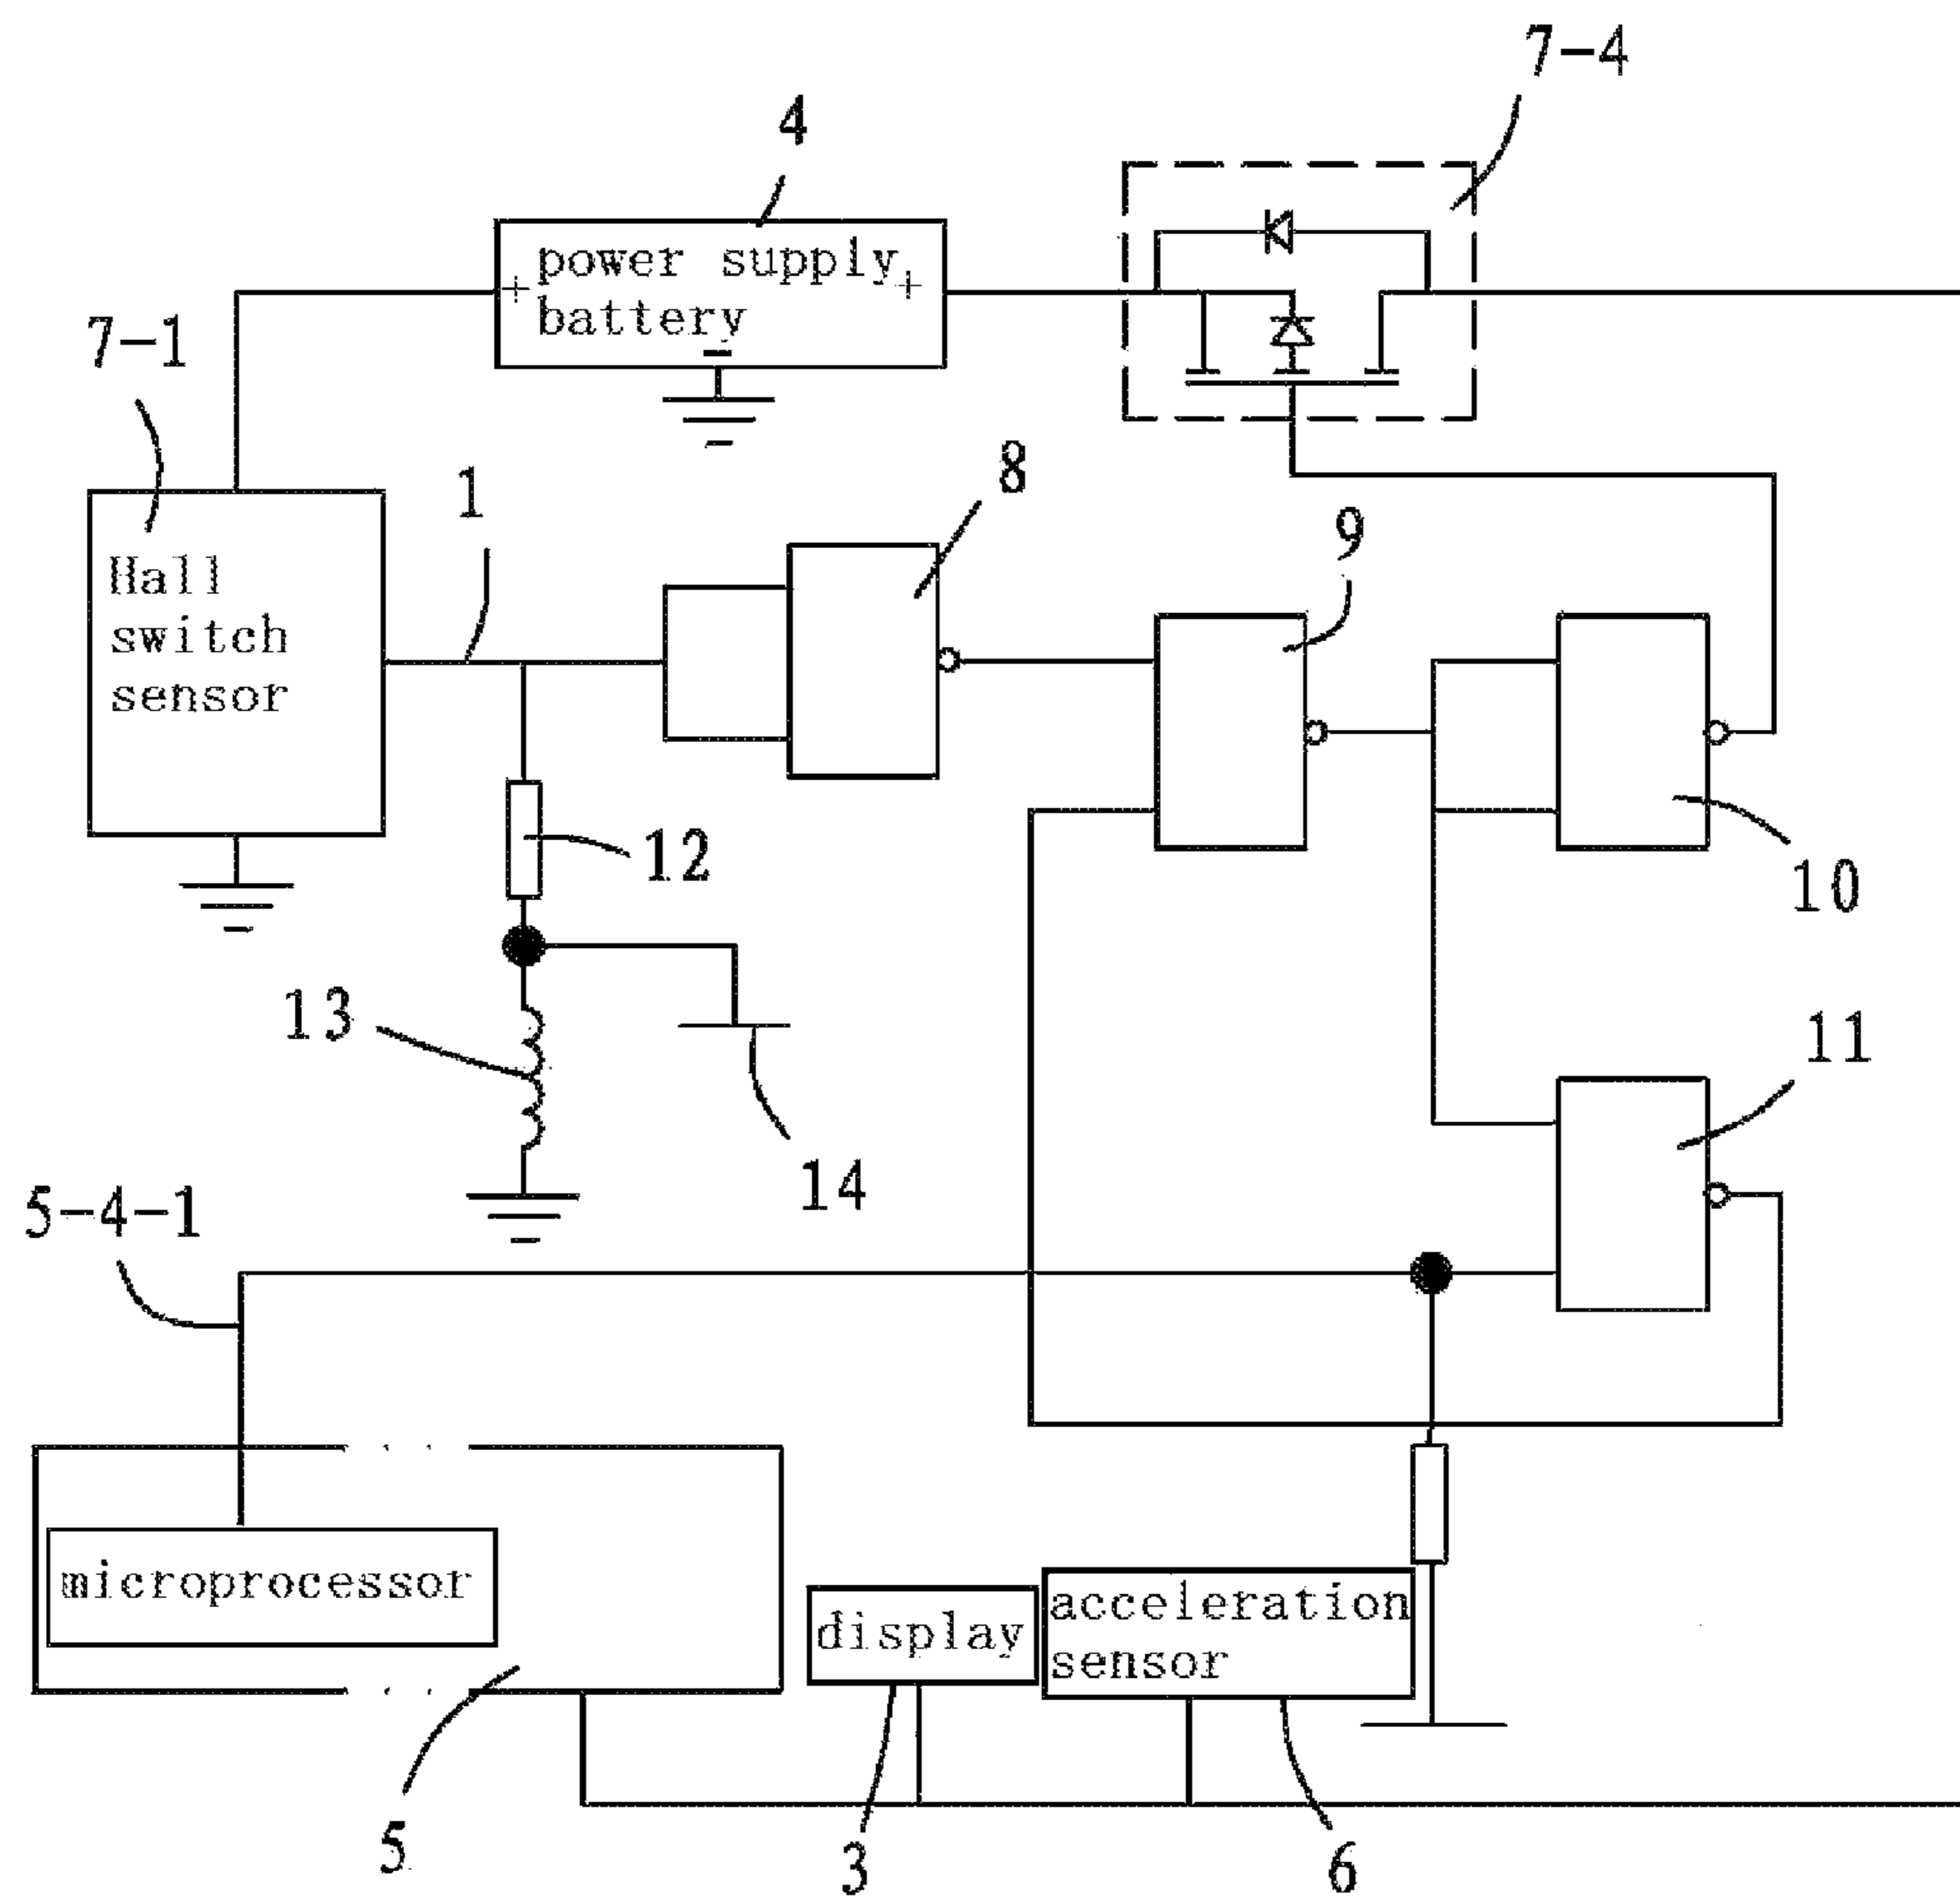 7-4
4
power supply
+ +
battery
-
7-1
1
8
9
Hall
switch
sensor
12
10
13
11
14
5-4-1
microprocessor
display
acceleration
sensor
5
3
6